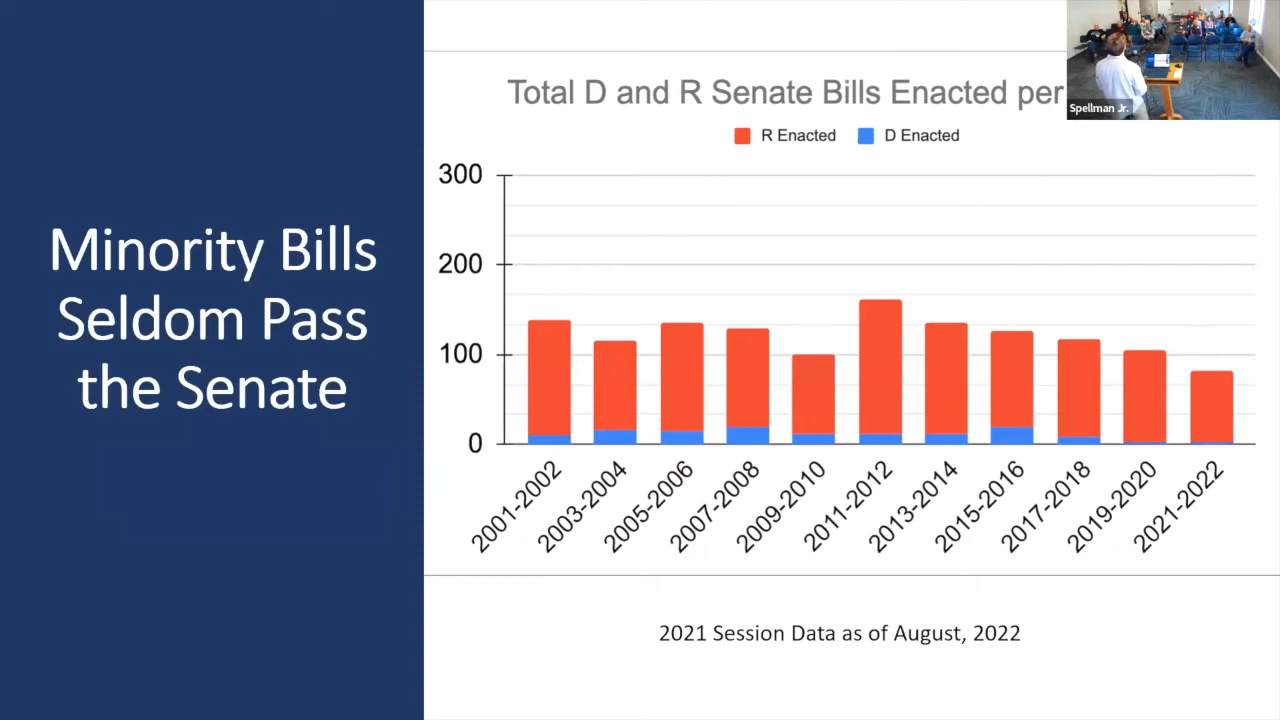 Minority Bills
Seldom Pass
the Senate
Total D and R Senate Bills Enacted per
R Enacted
D Enacted
300
200
100
0
2001-2002
2003-2004
2005-2006
2007-2008
2009-2010
2011-2012
2013-2014
2015-2016
2017-2018
2019-2020
2021-2022
2021 Session Data as of August, 2022
Spellman Jr.